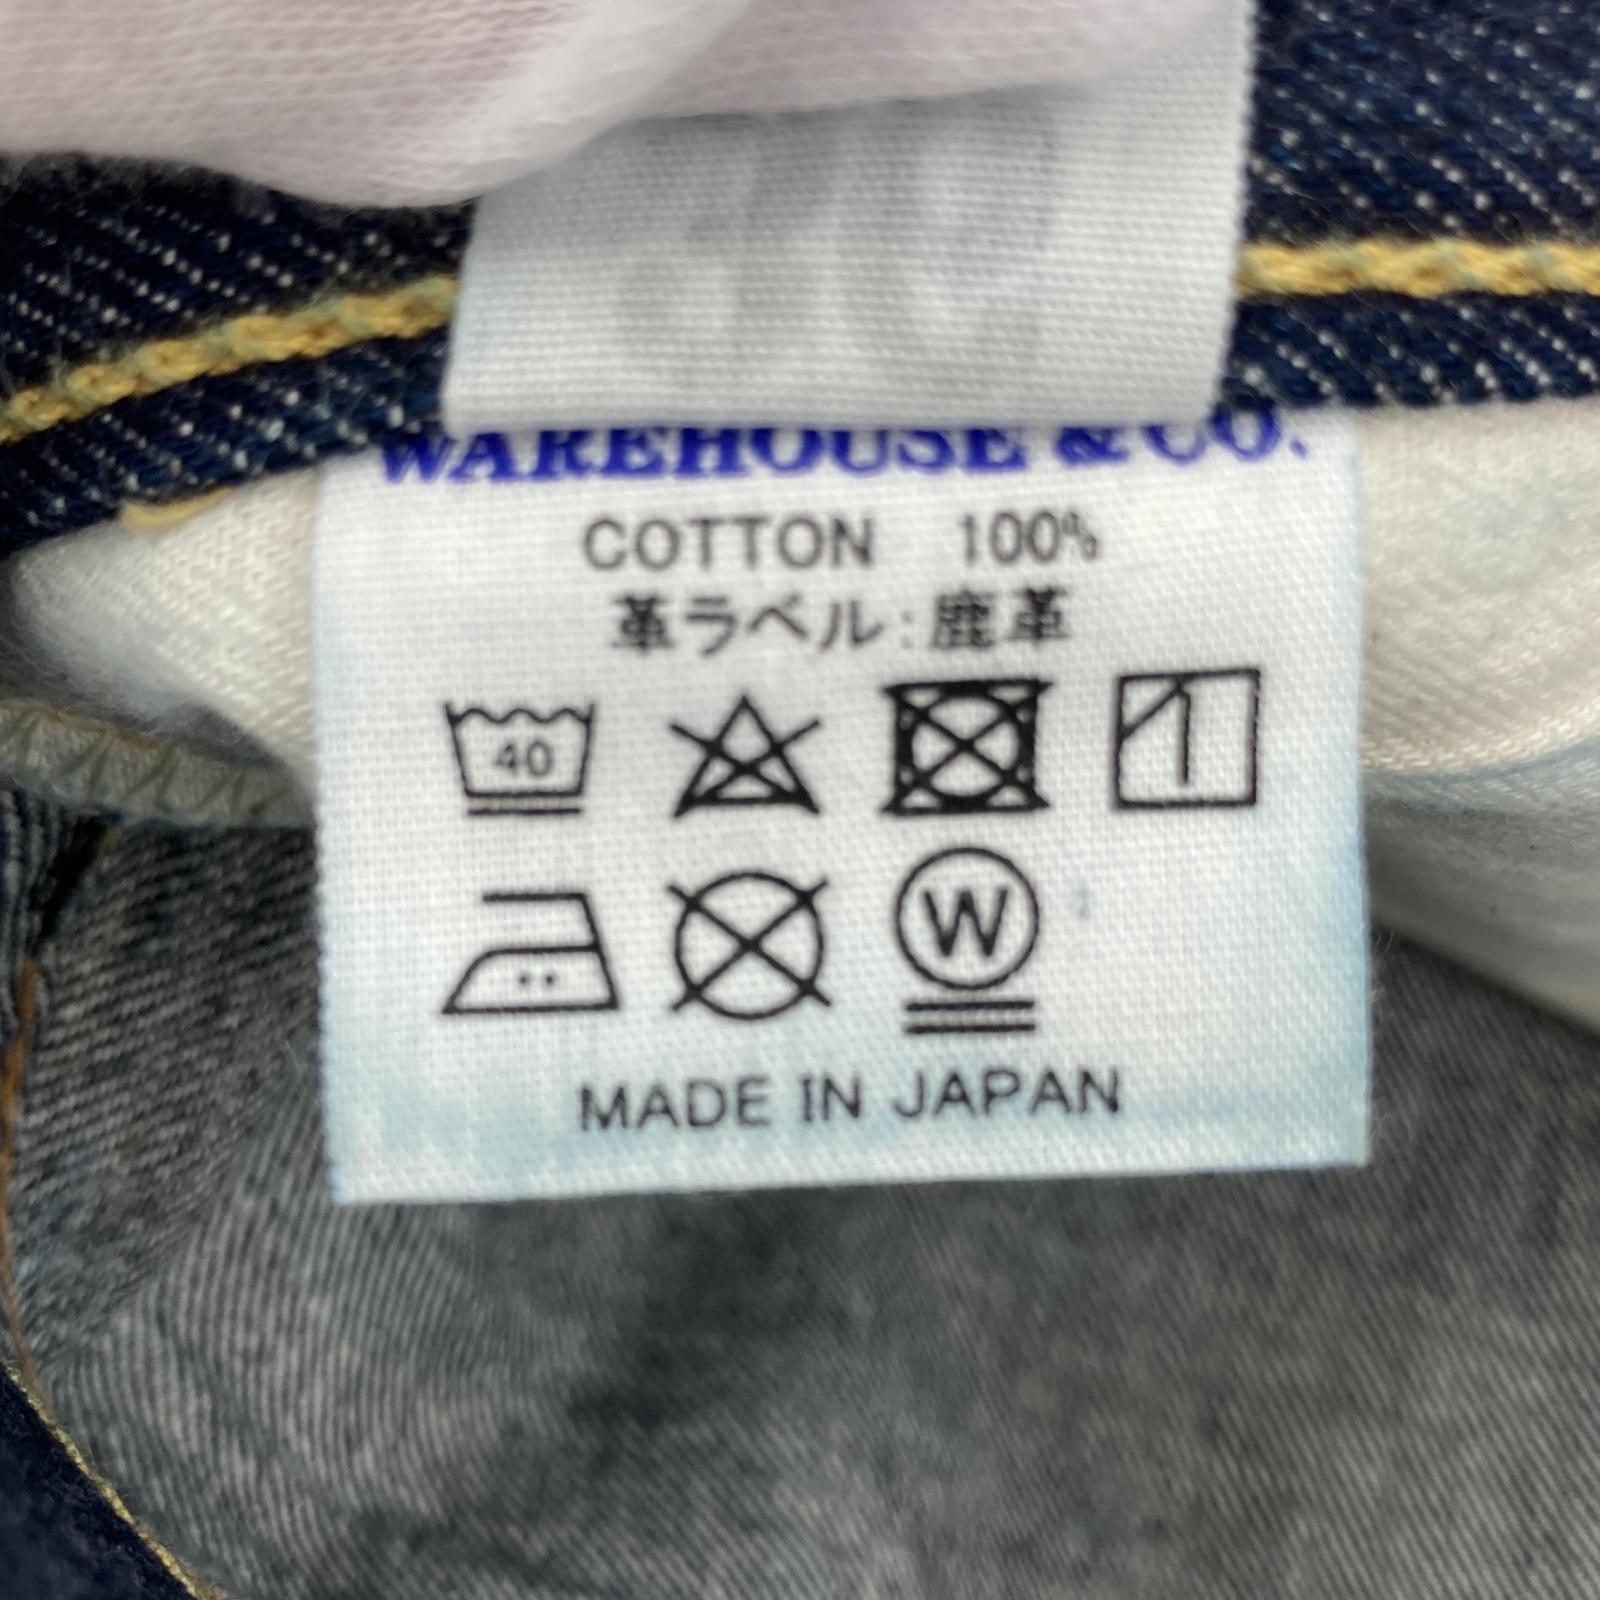 WAREHOUSE & CO.
COTTON 100%
革ラベル:鹿革
40
W
MADE IN JAPAN